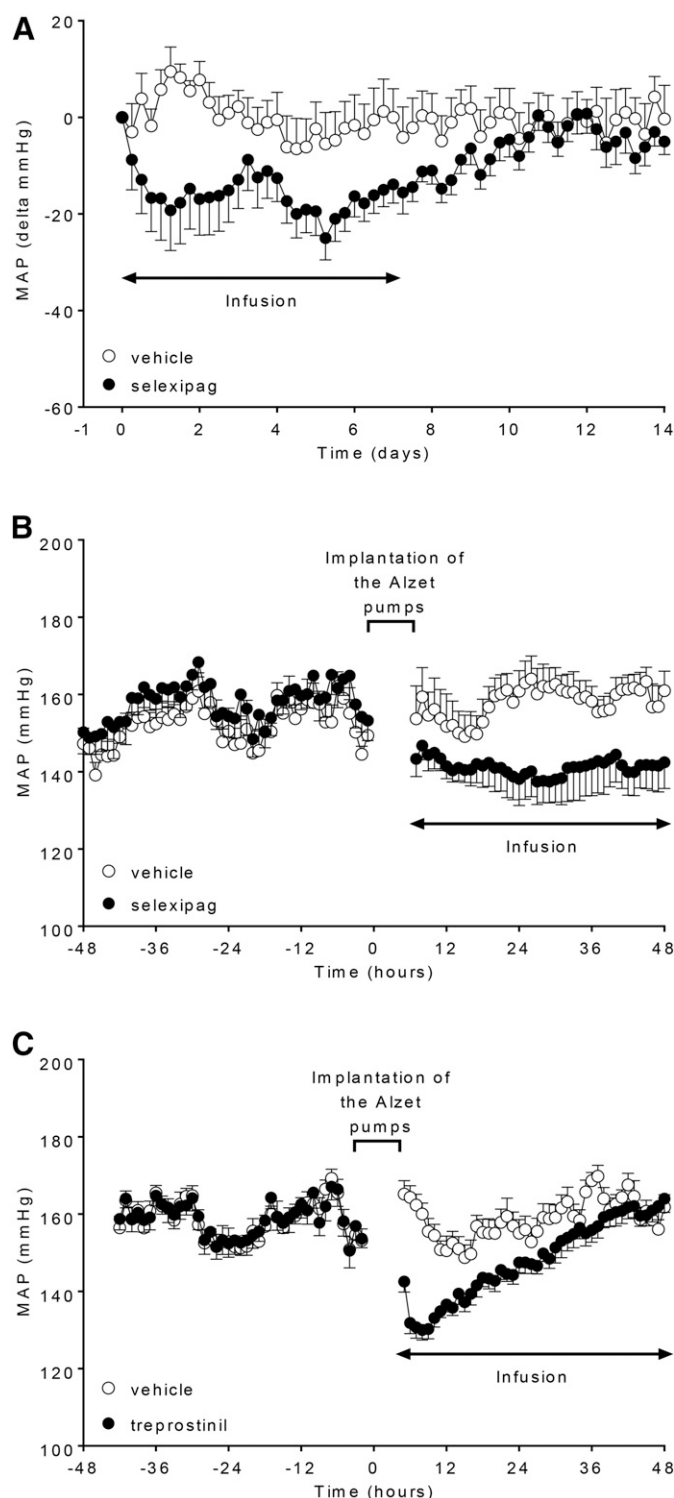 A
20
0
-20
-40
-60
MAP (delta mmHg)
Infusion
vehicle
selexipag
-1 0 2 4 6 8 10 12 14
Time (days)
B
200
180
160
140
120
100
MAP (mmHg)
Implantation of
the Alzet
pumps
Infusion
vehicle
selexipag
-48 -36 -24 -12 0 12 24 36 48
Time (hours)
C
200
180
160
140
120
100
MAP (mmHg)
Implantation of
the Alzet
pumps
Infusion
vehicle
treprostinil
-48 -36 -24 -12 0 12 24 36 48
Time (hours)